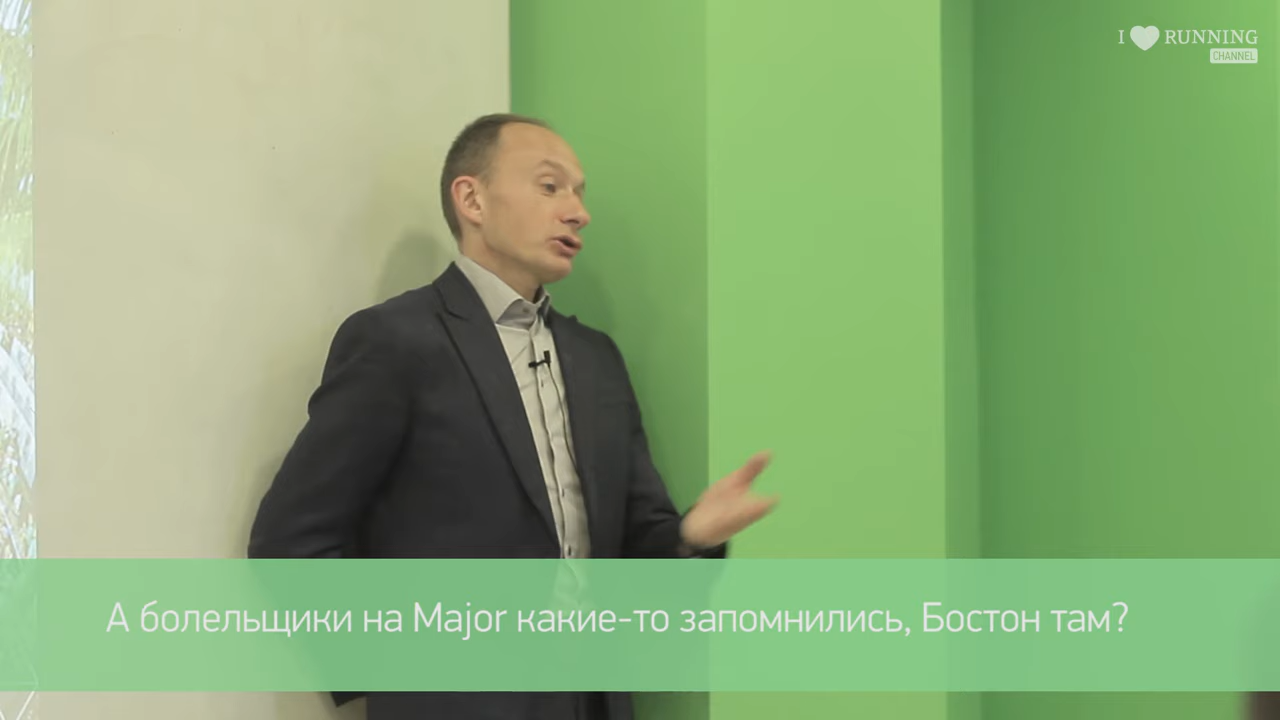 I RUNNING
CHANNEL
А болельщики на Major какие-то запомнились, Бостон там?